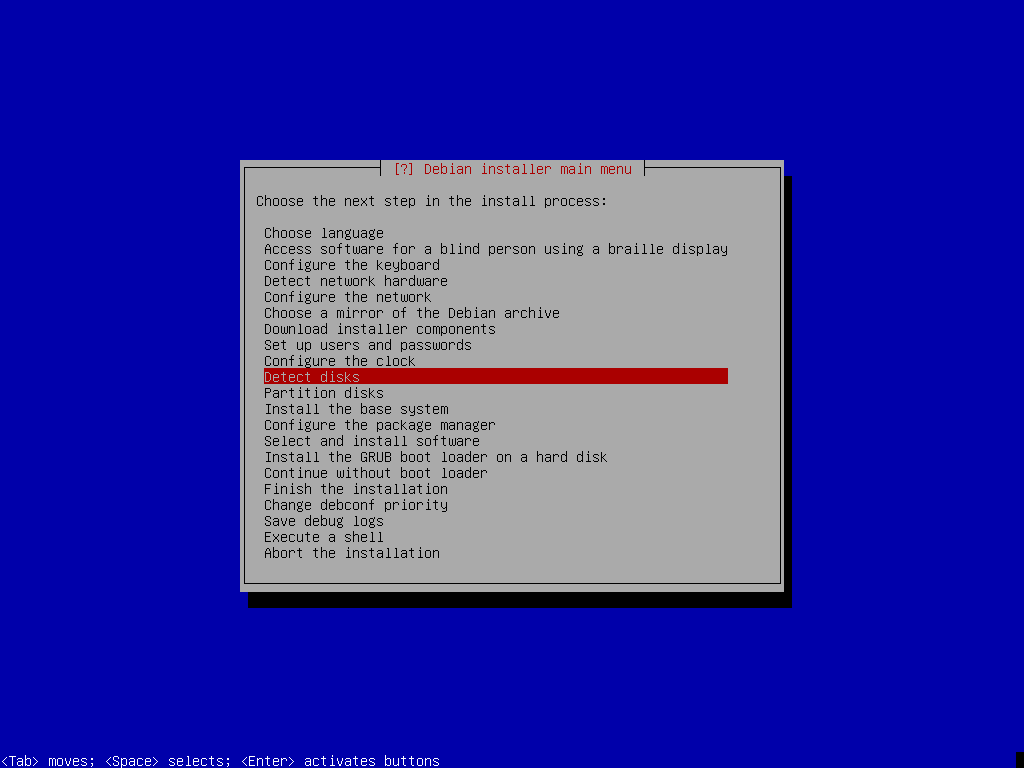 [?] Debian installer main menu
Choose the next step in the install process:
Choose language
Access software for a blind person using a braille display
Configure the keyboard
Detect network hardware
Configure the network
Choose a mirror of the Debian archive
Download installer components
Set up users and passwords
Configure the clock
Detect disks
Partition disks
Install the base system
Configure the package manager
Select and install software
Install the GRUB boot loader on a hard disk
Continue without boot loader
Finish the installation
Change debconf priority
Save debug logs
Execute a shell
Abort the installation
<Tab> moves; <Space> selects; <Enter> activates buttons